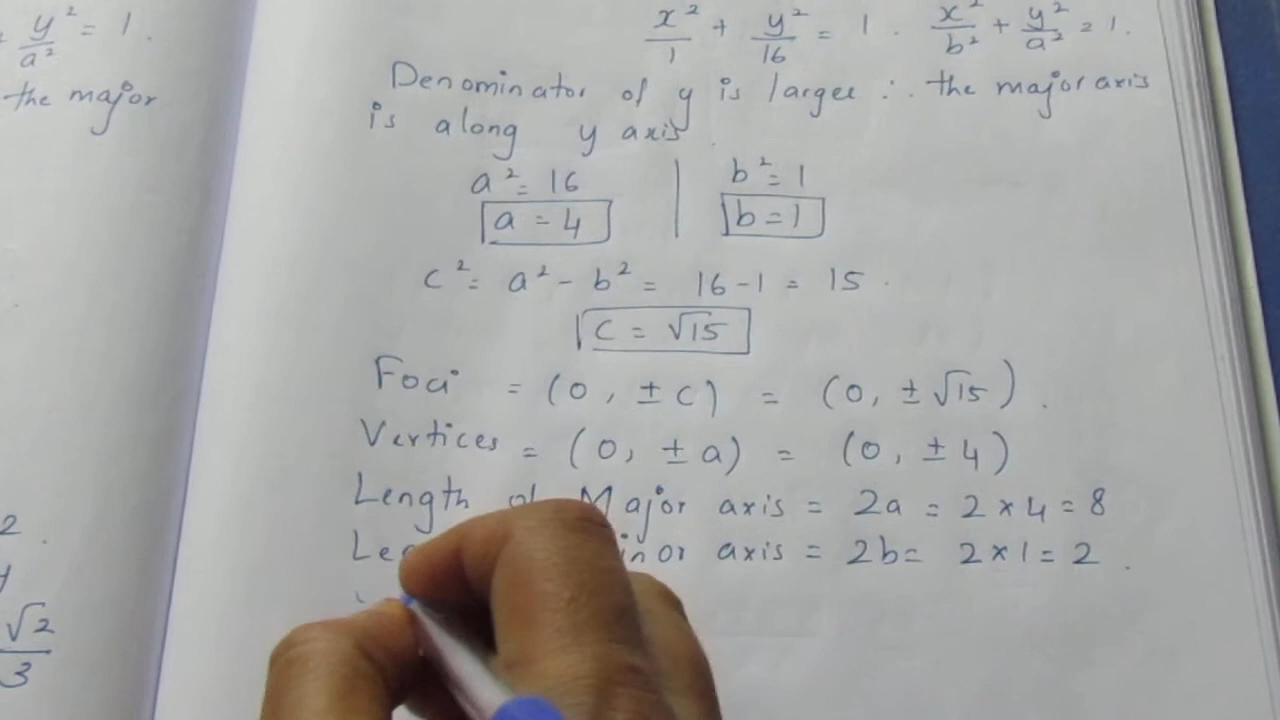 y²/a² = 1.
the major
2.
√2/3
x²/1 + y²/16 = 1. x²/b² + y²/a² = 1.
Denominator of y is larger ∴ the major axis
is along y axis.
a² = 16 | b² = 1
a = 4 | b = 1
c² = a² - b² = 16 - 1 = 15.
c = √15
Foci = (0, ± c) = (0, ± √15).
Vertices = (0, ± a) = (0, ± 4)
Length of Major axis = 2a = 2 × 4 = 8
axis = 2b = 2 × 1 = 2.